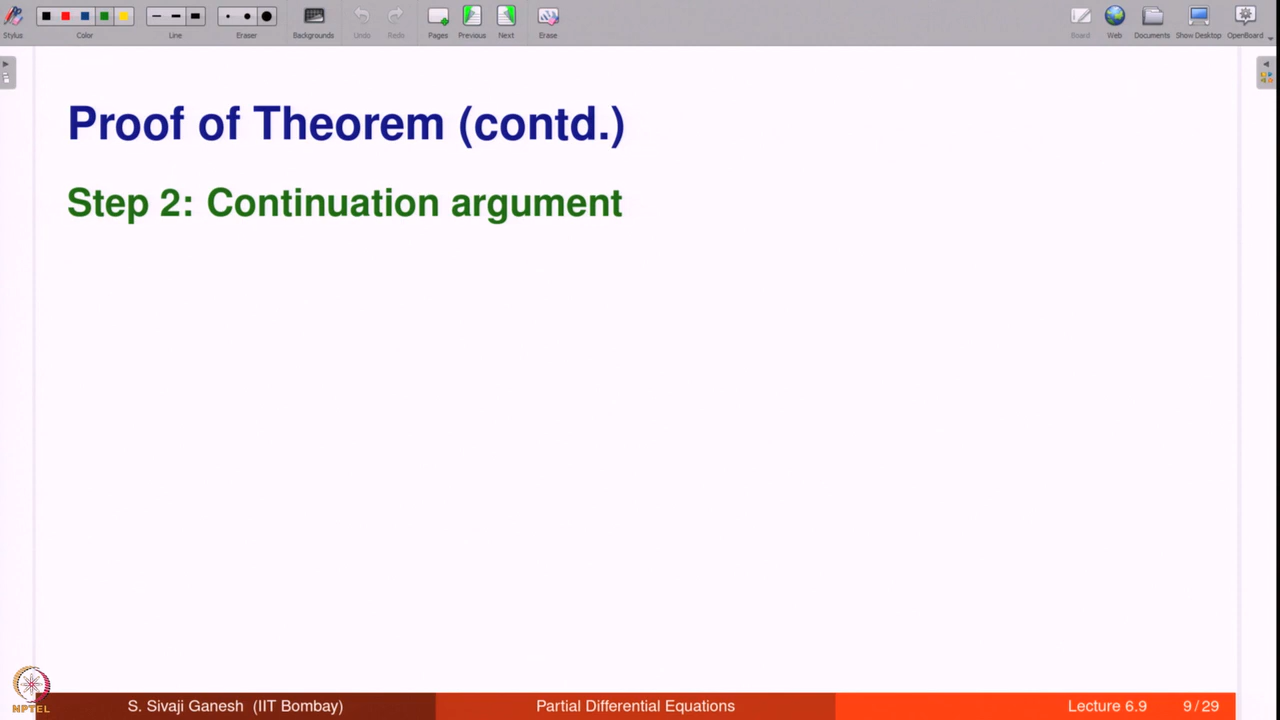 Stylus Color Line Eraser Backgrounds Undo Redo Pages Previous Next Erase Board Web Documents Show Desktop OpenBoard
Proof of Theorem (contd.)
Step 2: Continuation argument
NPTEL
S. Sivaji Ganesh (IIT Bombay) Partial Differential Equations Lecture 6.9 9 / 29